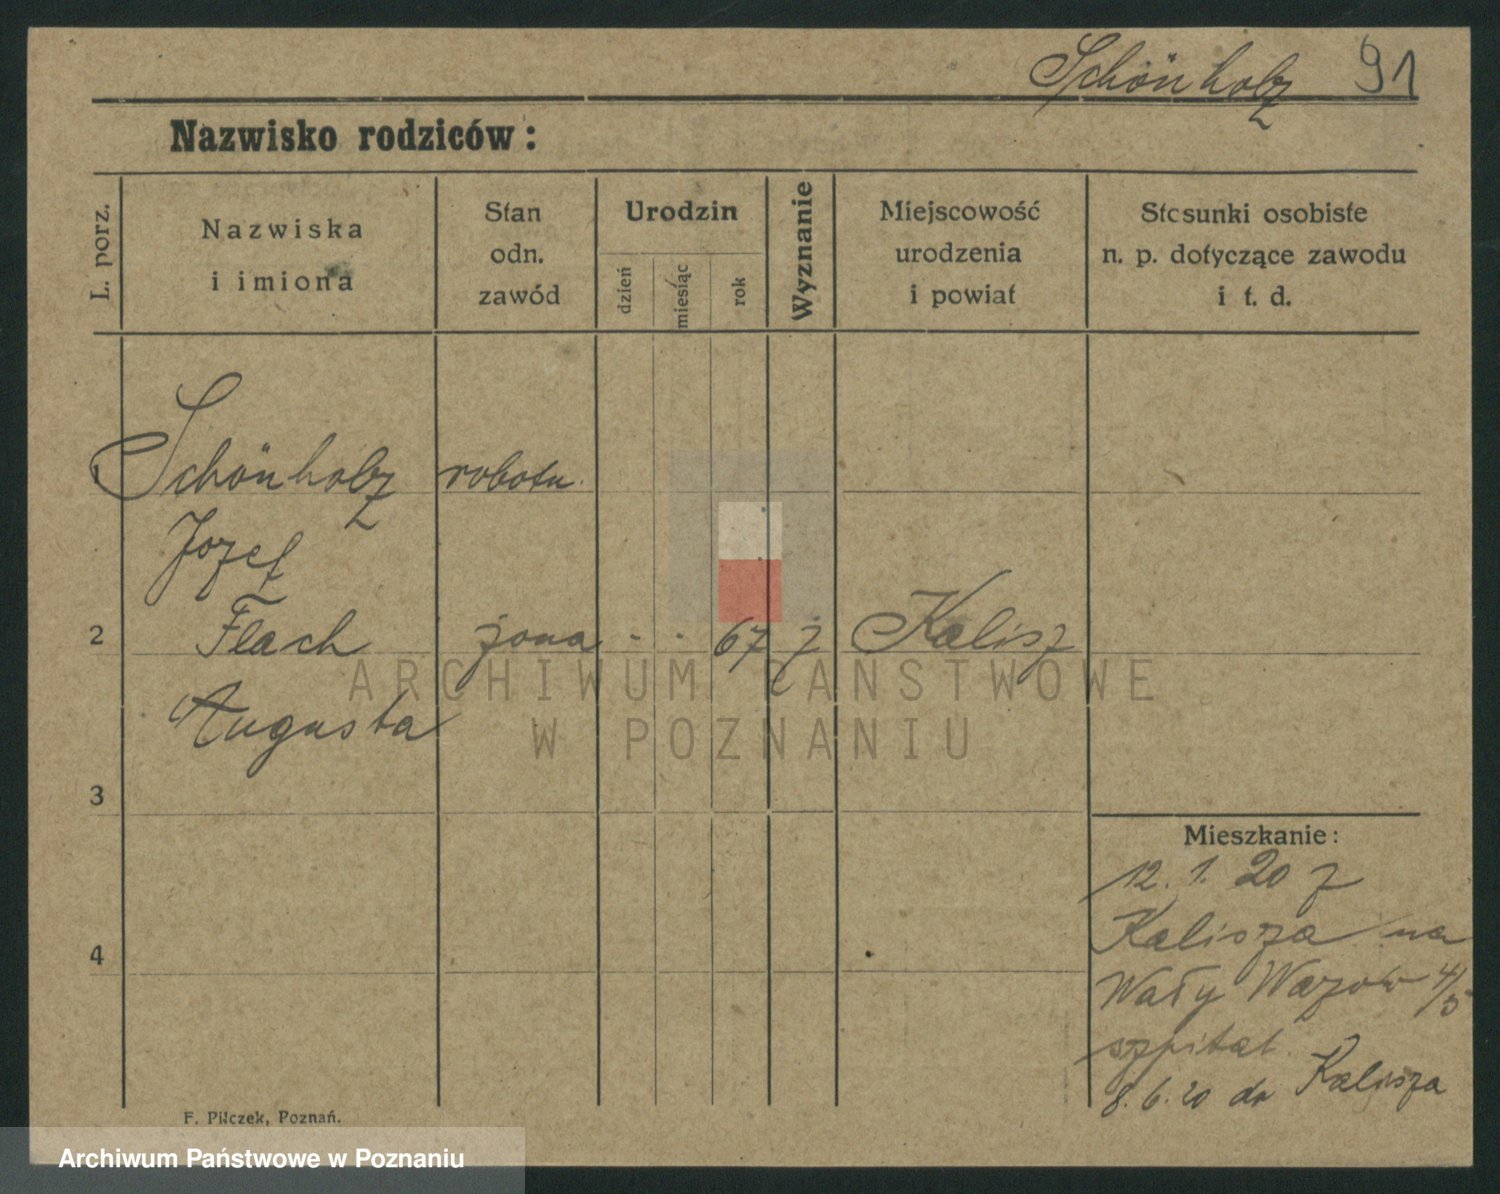 Schönholz 91
Nazwisko rodziców:
L. porz.
Nazwiska
i imiona
Stan
odn.
zawód
Urodzin
dzień
miesiąc
rok
Wyznanie
Miejscowość
urodzenia
i powiat
Stosunki osobiste
n. p. dotyczące zawodu
i t. d.
1 Schönholz robotn.
Jozef
2 Flach żona - - 67 ż Kalisz
Augusta
3
4
Mieszkanie:
12. 1. 20 z
Kalisza na
Wały Wazów 4/5
szpital.
8. 6. 20 do Kalisza
F. Pilczek, Poznań.
ARCHIWUM PAŃSTWOWE
W POZNANIU
Archiwum Państwowe w Poznaniu